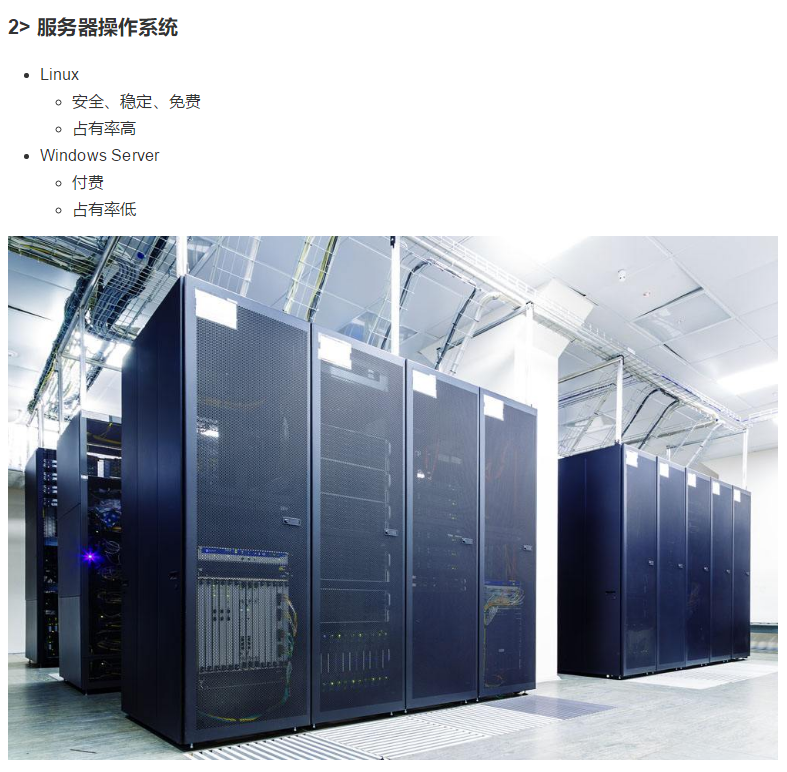 2> 服务器操作系统
Linux
安全、稳定、免费
占有率高
Windows Server
付费
占有率低